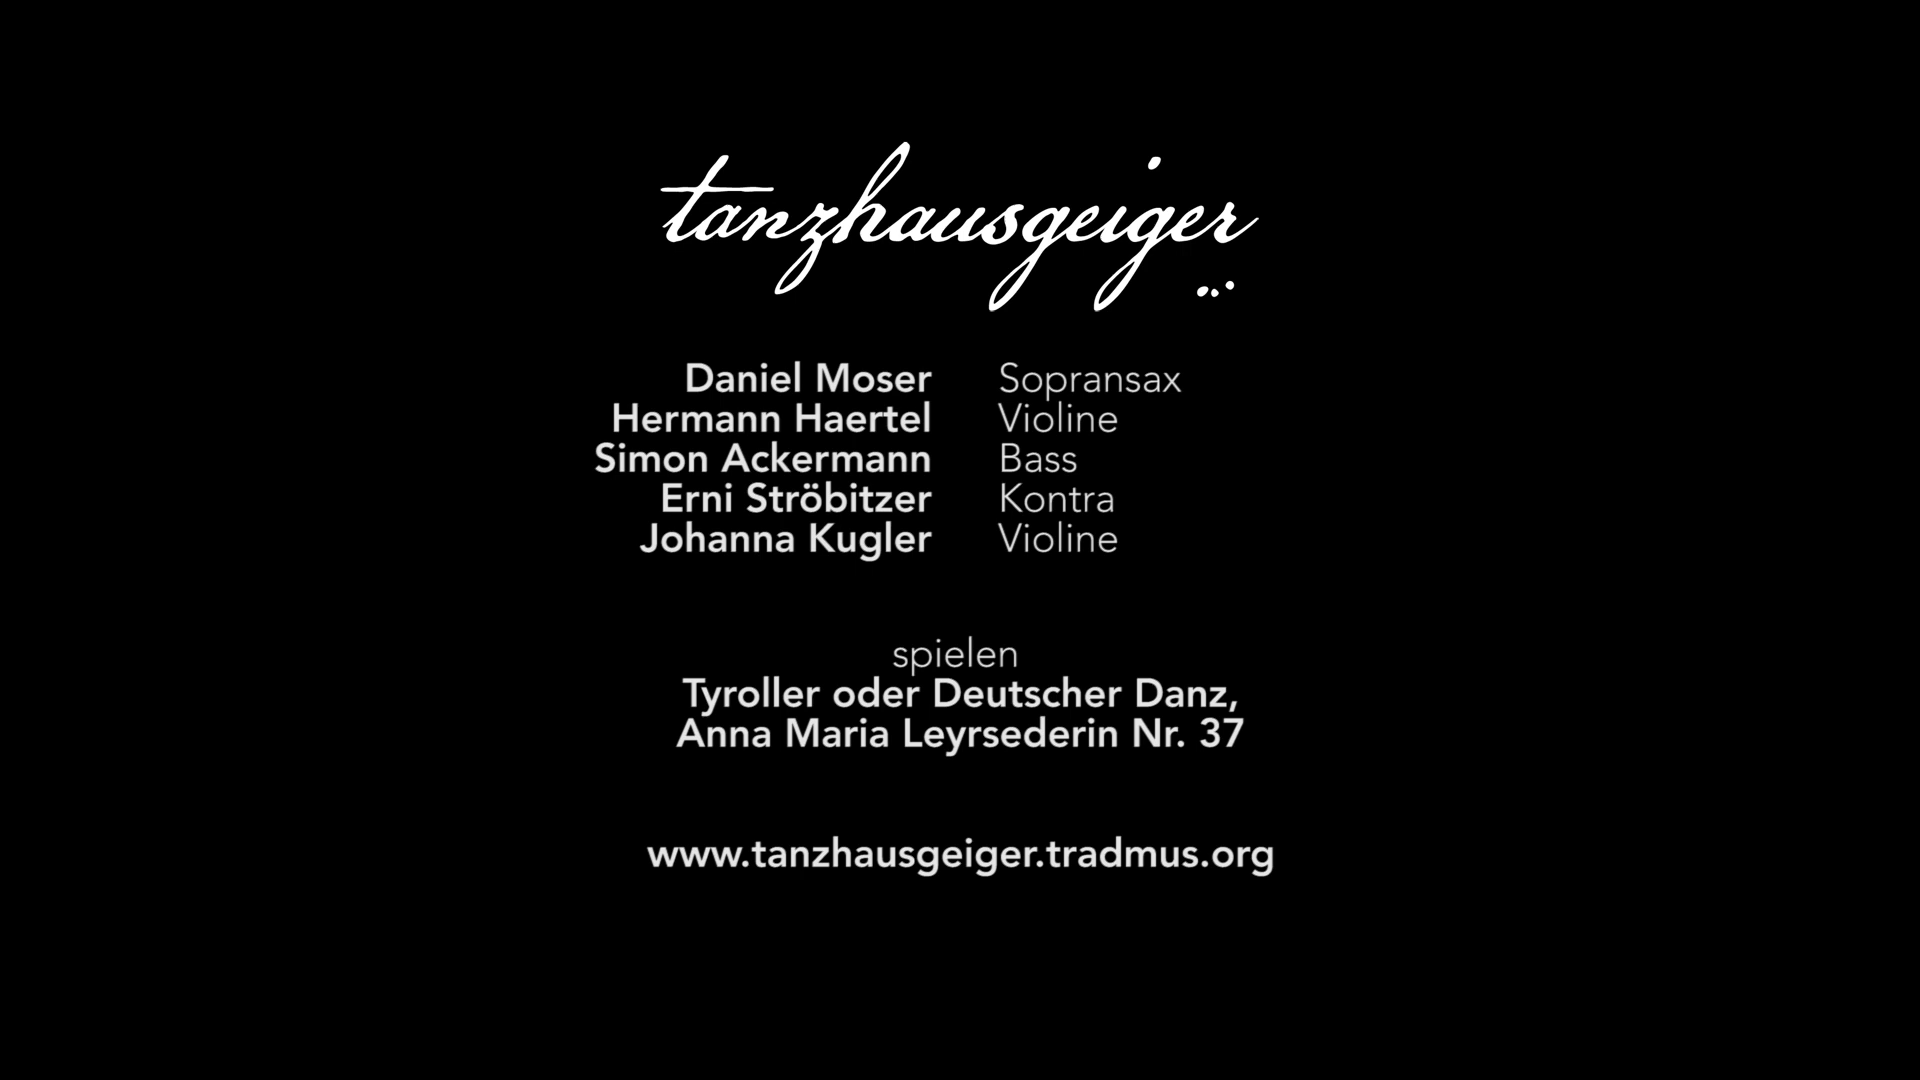 tanzhausgeiger
...
Daniel Moser Sopransax
Hermann Haertel Violine
Simon Ackermann Bass
Erni Ströbitzer Kontra
Johanna Kugler Violine
spielen
Tyroller oder Deutscher Danz,
Anna Maria Leyrsederin Nr. 37
www.tanzhausgeiger.tradmus.org